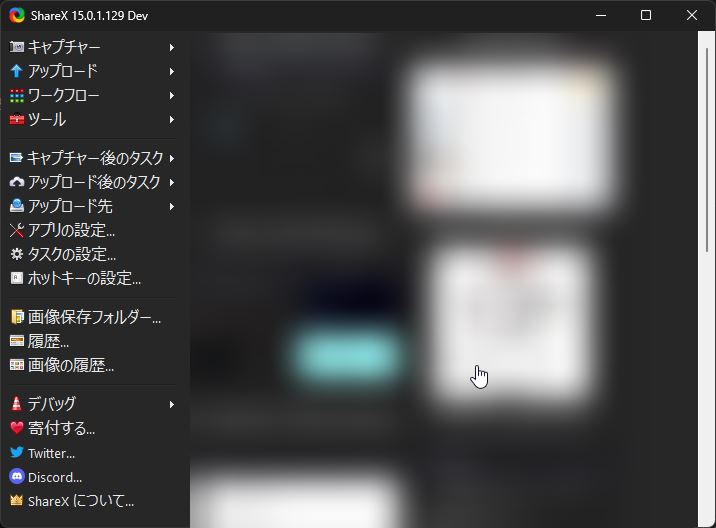 ShareX 15.0.1.129 Dev
キャプチャー
アップロード
ワークフロー
ツール
キャプチャー後のタスク
アップロード後のタスク
アップロード先
アプリの設定...
タスクの設定...
ホットキーの設定...
画像保存フォルダー...
履歴...
画像の履歴...
デバッグ
寄付する...
Twitter...
Discord...
ShareX について...